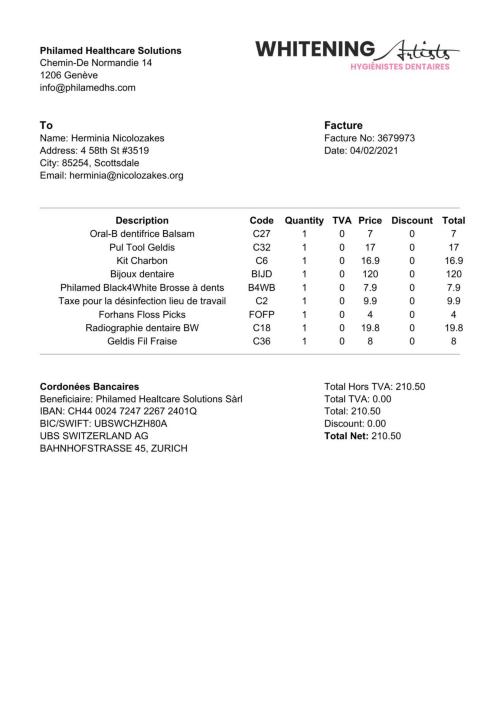 WHITENING Artists
HYGIÉNISTES DENTAIRES
Philamed Healthcare Solutions
Chemin-De Normandie 14
1206 Genève
info@philamedhs.com
To
Name: Herminia Nicolozakes
Address: 4 58th St #3519
City: 85254, Scottsdale
Email: herminia@nicolozakes.org
Facture
Facture No: 3679973
Date: 04/02/2021
Description Code Quantity TVA Price Discount Total
Oral-B dentifrice Balsam C27 1 0 7 0 7
Pul Tool Geldis C32 1 0 17 0 17
Kit Charbon C6 1 0 16.9 0 16.9
Bijoux dentaire BIJD 1 0 120 0 120
Philamed Black4White Brosse à dents B4WB 1 0 7.9 0 7.9
Taxe pour la désinfection lieu de travail C2 1 0 9.9 0 9.9
Forhans Floss Picks FOFP 1 0 4 0 4
Radiographie dentaire BW C18 1 0 19.8 0 19.8
Geldis Fil Fraise C36 1 0 8 0 8
Cordonées Bancaires
Beneficiaire: Philamed Healtcare Solutions Sàrl
IBAN: CH44 0024 7247 2267 2401Q
BIC/SWIFT: UBSWCHZH80A
UBS SWITZERLAND AG
BAHNHOFSTRASSE 45, ZURICH
Total Hors TVA: 210.50
Total TVA: 0.00
Total: 210.50
Discount: 0.00
Total Net: 210.50